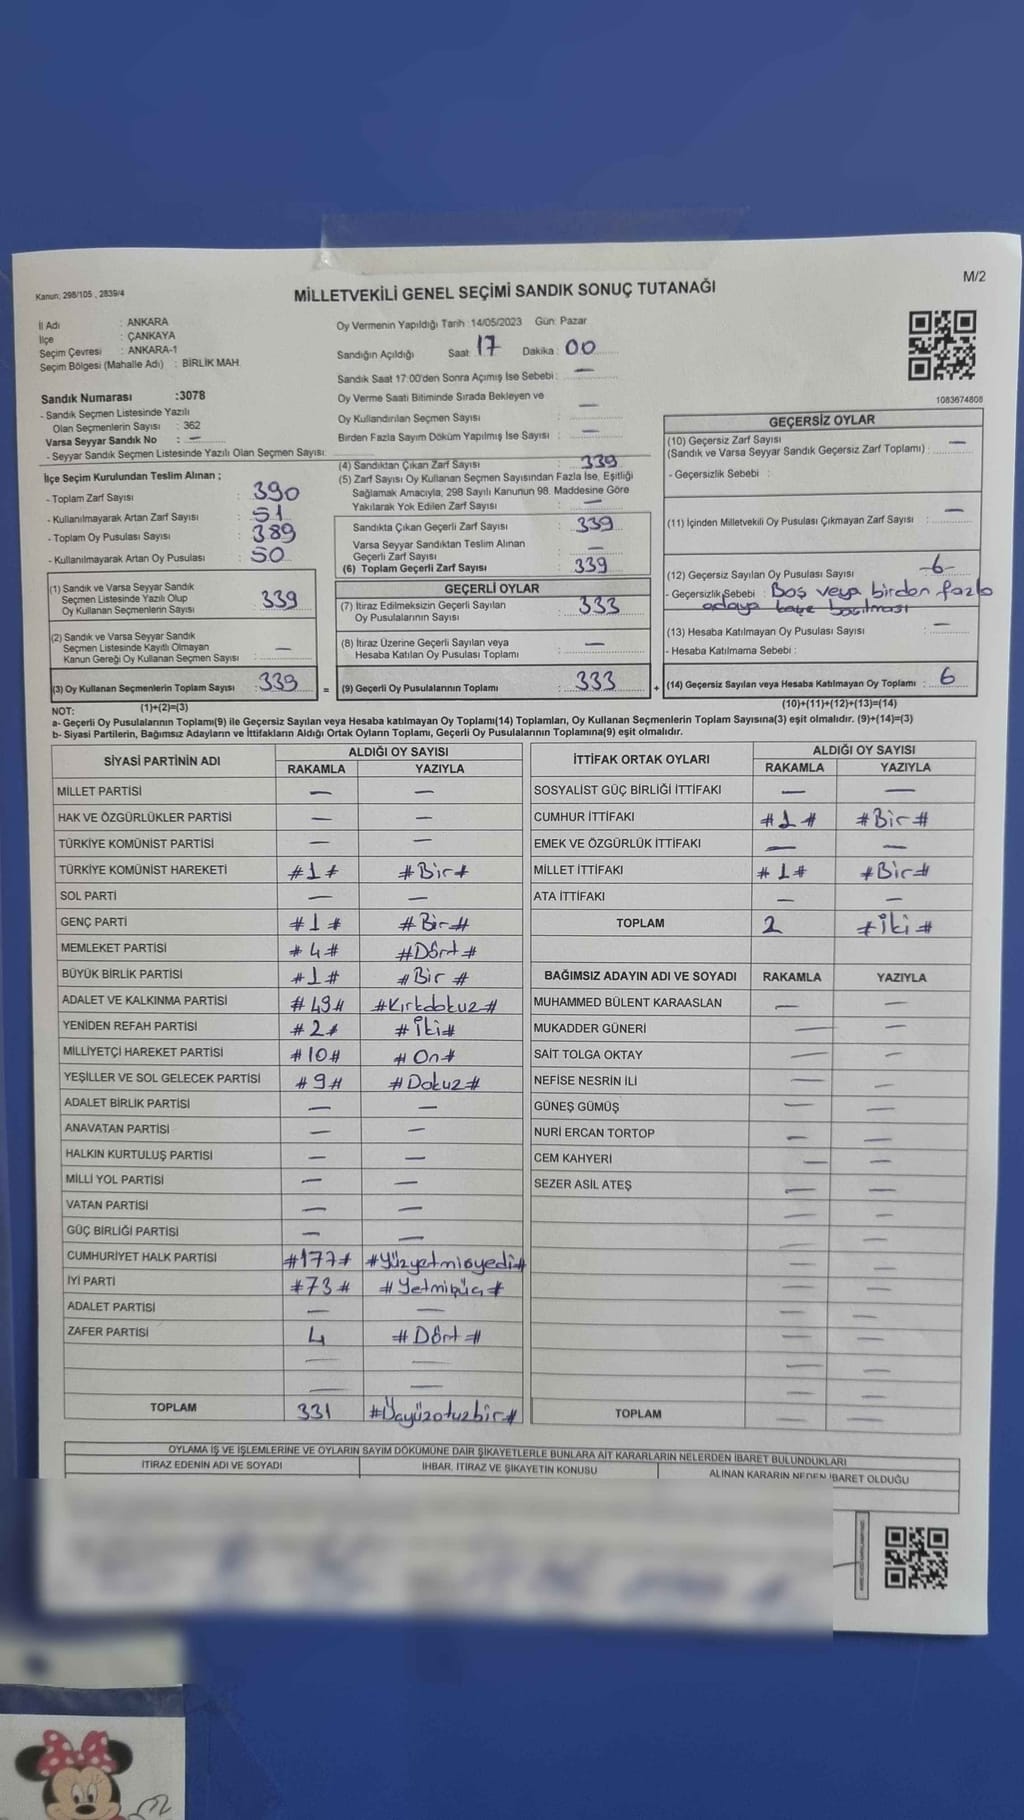 M/2
Kanun; 298/105 , 2839/4
MİLLETVEKİLİ GENEL SEÇİMİ SANDIK SONUÇ TUTANAĞI
İl Adı : ANKARA
İlçe : ÇANKAYA
Seçim Çevresi : ANKARA-1
Seçim Bölgesi (Mahalle Adı) : BİRLİK MAH.
Sandık Numarası :3078
- Sandık Seçmen Listesinde Yazılı
Olan Seçmenlerin Sayısı : 362
Varsa Seyyar Sandık No : —
- Seyyar Sandık Seçmen Listesinde Yazılı Olan Seçmen Sayısı:
İlçe Seçim Kurulundan Teslim Alınan ;
- Toplam Zarf Sayısı : 390
- Kullanılmayarak Artan Zarf Sayısı : 51
- Toplam Oy Pusulası Sayısı : 389
- Kullanılmayarak Artan Oy Pusulası : 50
(1) Sandık ve Varsa Seyyar Sandık
Seçmen Listesinde Yazılı Olup
Oy Kullanan Seçmenlerin Sayısı : 339
(2) Sandık ve Varsa Seyyar Sandık
Seçmen Listesinde Kayıtlı Olmayan
Kanun Gereği Oy Kullanan Seçmen Sayısı : —
(3) Oy Kullanan Seçmenlerin Toplam Sayısı : 339
Oy Vermenin Yapıldığı Tarih :14/05/2023 Gün: Pazar
Sandığın Açıldığı Saat: 17 Dakika : 00
Sandık Saat 17:00'den Sonra Açımış İse Sebebi : —
Oy Verme Saati Bitiminde Sırada Bekleyen ve
Oy Kullandırılan Seçmen Sayısı : —
Birden Fazla Sayım Döküm Yapılmış İse Sayısı : —
(4) Sandıktan Çıkan Zarf Sayısı : 339
(5) Zarf Sayısı Oy Kullanan Seçmen Sayısından Fazla İse, Eşitliği
Sağlamak Amacıyla, 298 Sayılı Kanunun 98. Maddesine Göre
Yakılarak Yok Edilen Zarf Sayısı : —
Sandıkta Çıkan Geçerli Zarf Sayısı : 339
Varsa Seyyar Sandıktan Teslim Alınan
Geçerli Zarf Sayısı : —
(6) Toplam Geçerli Zarf Sayısı : 339
GEÇERLİ OYLAR
(7) İtiraz Edilmeksizin Geçerli Sayılan
Oy Pusulalarının Sayısı : 333
(8) İtiraz Üzerine Geçerli Sayılan veya
Hesaba Katılan Oy Pusulası Toplamı : —
= (9) Geçerli Oy Pusulalarının Toplamı : 333
1083674808
GEÇERSİZ OYLAR
(10) Geçersiz Zarf Sayısı
(Sandık ve Varsa Seyyar Sandık Geçersiz Zarf Toplamı) : —
- Geçersizlik Sebebi :
(11) İçinden Milletvekili Oy Pusulası Çıkmayan Zarf Sayısı : —
(12) Geçersiz Sayılan Oy Pusulası Sayısı : -6-
- Geçersizlik Sebebi : Boş veya birden fazla
adaya basılması
(13) Hesaba Katılmayan Oy Pusulası Sayısı : —
- Hesaba Katılmama Sebebi :
+ (14) Geçersiz Sayılan veya Hesaba Katılmayan Oy Toplamı : 6
NOT: (1)+(2)=(3) (10)+(11)+(12)+(13)=(14)
a- Geçerli Oy Pusulalarının Toplamı(9) ile Geçersiz Sayılan veya Hesaba katılmayan Oy Toplamı(14) Toplamları, Oy Kullanan Seçmenlerin Toplam Sayısına(3) eşit olmalıdır. (9)+(14)=(3)
b- Siyasi Partilerin, Bağımsız Adayların ve İttifakların Aldığı Ortak Oyların Toplamı, Geçerli Oy Pusulalarının Toplamına(9) eşit olmalıdır.
SİYASİ PARTİNİN ADI ALDIĞI OY SAYISI
RAKAMLA YAZIYLA
MİLLET PARTİSİ — —
HAK VE ÖZGÜRLÜKLER PARTİSİ — —
TÜRKİYE KOMÜNİST PARTİSİ — —
TÜRKİYE KOMÜNİST HAREKETİ #1# #Bir#
SOL PARTİ — —
GENÇ PARTİ #1# #Bir#
MEMLEKET PARTİSİ #4# #Dört#
BÜYÜK BİRLİK PARTİSİ #1# #Bir #
ADALET VE KALKINMA PARTİSİ #49# #Kırkdokuz#
YENİDEN REFAH PARTİSİ #2# #İki#
MİLLİYETÇİ HAREKET PARTİSİ #10# #On#
YEŞİLLER VE SOL GELECEK PARTİSİ #9# #Dokuz#
ADALET BİRLİK PARTİSİ — —
ANAVATAN PARTİSİ — —
HALKIN KURTULUŞ PARTİSİ — —
MİLLİ YOL PARTİSİ — —
VATAN PARTİSİ — —
GÜÇ BİRLİĞİ PARTİSİ — —
CUMHURİYET HALK PARTİSİ #177# #Yüzyetmişyedi#
İYİ PARTİ #73# #Yetmişüç#
ADALET PARTİSİ — —
ZAFER PARTİSİ 4 #Dört#
— —
— —
TOPLAM 331 #Üçyüzotuzbir#
İTTİFAK ORTAK OYLARI ALDIĞI OY SAYISI
RAKAMLA YAZIYLA
SOSYALİST GÜÇ BİRLİĞİ İTTİFAKI — —
CUMHUR İTTİFAKI #1# #Bir#
EMEK VE ÖZGÜRLÜK İTTİFAKI — —
MİLLET İTTİFAKI #1# #Bir#
ATA İTTİFAKI — —
TOPLAM 2 #İki#
BAĞIMSIZ ADAYIN ADI VE SOYADI RAKAMLA YAZIYLA
MUHAMMED BÜLENT KARAASLAN — —
MUKADDER GÜNERİ — —
SAİT TOLGA OKTAY — —
NEFİSE NESRİN İLİ — —
GÜNEŞ GÜMÜŞ — —
NURİ ERCAN TORTOP — —
CEM KAHYERİ — —
SEZER ASİL ATEŞ — —
— —
— —
— —
— —
— —
— —
— —
— —
TOPLAM — —
OYLAMA İŞ VE İŞLEMLERİNE VE OYLARIN SAYIM DÖKÜMÜNE DAİR ŞİKAYETLERLE BUNLARA AİT KARARLARIN NELERDEN İBARET BULUNDUKLARI
İTİRAZ EDENİN ADI VE SOYADI İHBAR, İTİRAZ VE ŞİKAYETİN KONUSU ALINAN KARARIN NEDEN İBARET OLDUĞU